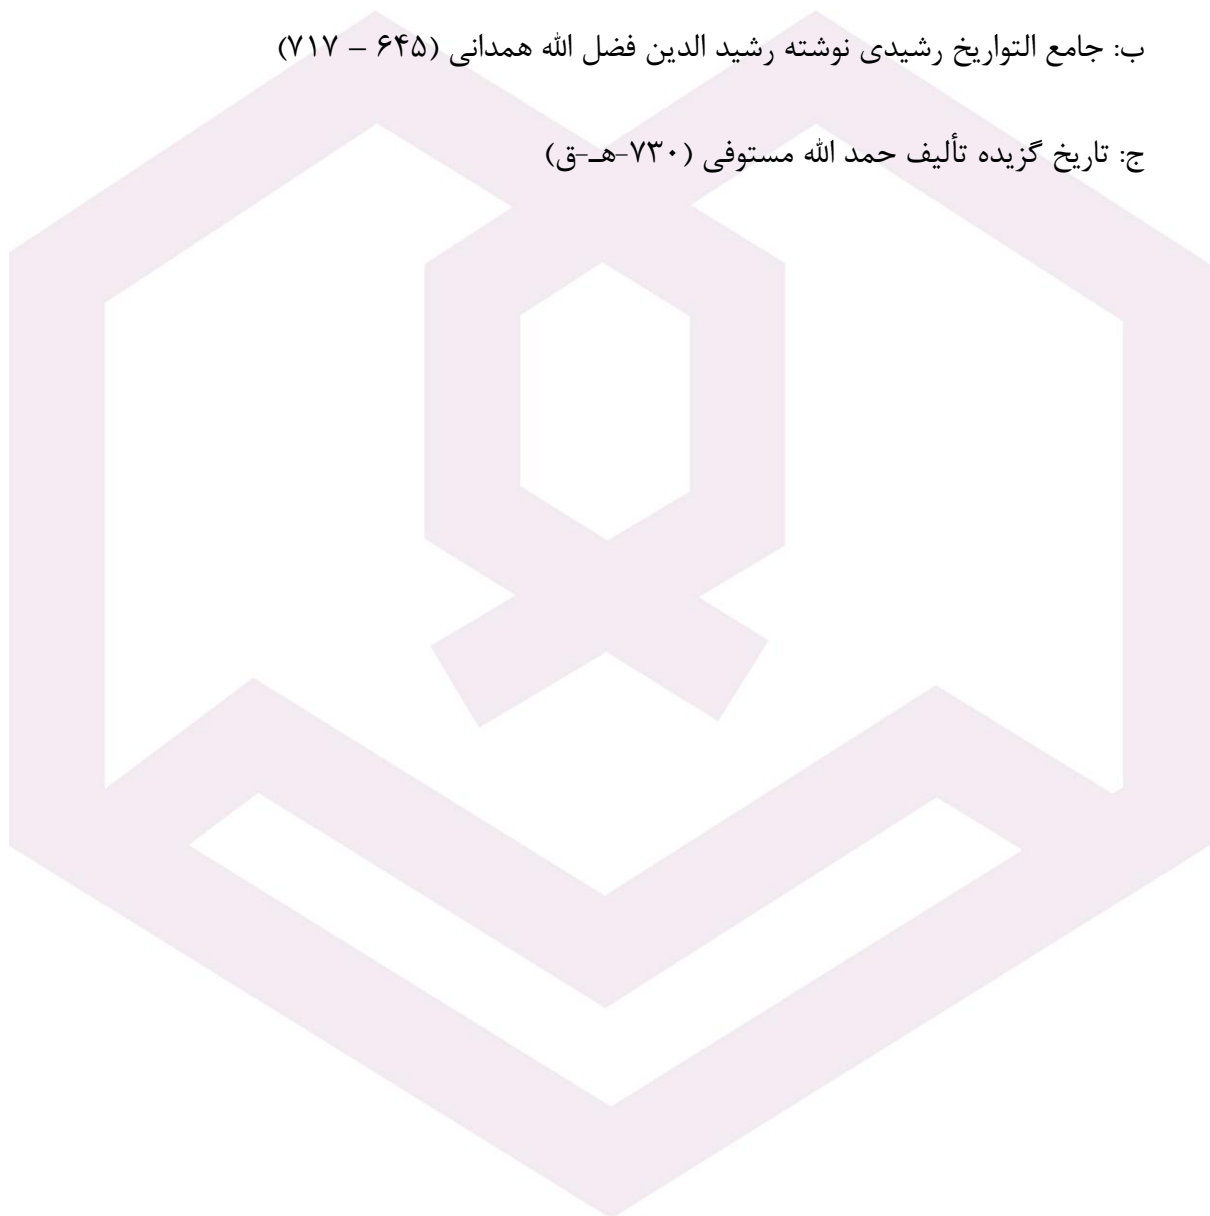 ب: جامع التواریخ رشیدی نوشته رشید الدین فضل الله همدانی (۶۴۵ – ۷۱۷)
ج: تاریخ گزیده تألیف حمد الله مستوفی (۷۳۰-هـ-ق)